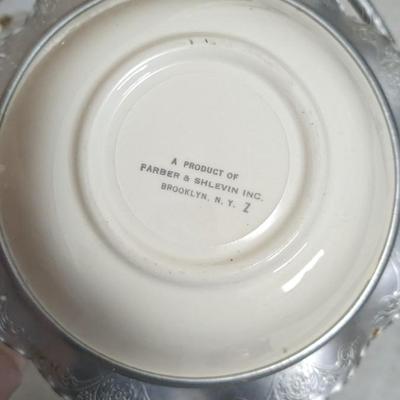 A PRODUCT OF
FARBER & SHLEVIN INC.
BROOKLYN, N. Y. Z